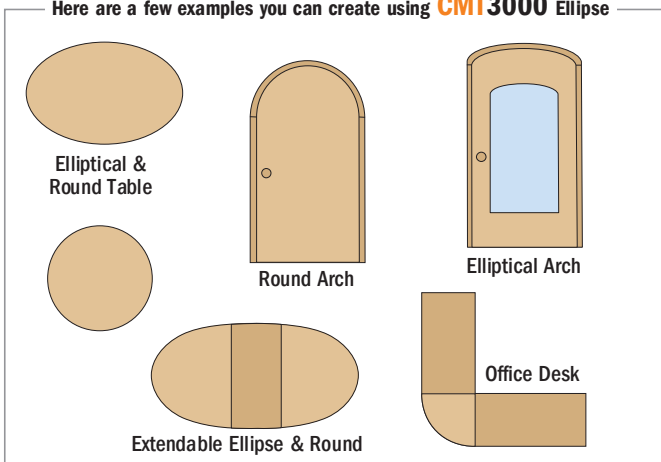 Here are a few examples you can create using CMT3000 Ellipse
Elliptical &
Round Table
Round Arch
Elliptical Arch
Office Desk
Extendable Ellipse & Round